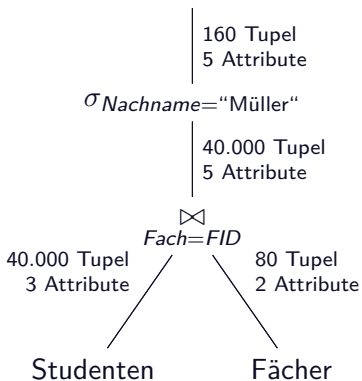 160 Tupel
5 Attribute
σNachname=“Müller“
40.000 Tupel
5 Attribute
⋈
Fach=FID
40.000 Tupel
3 Attribute
80 Tupel
2 Attribute
Studenten
Fächer